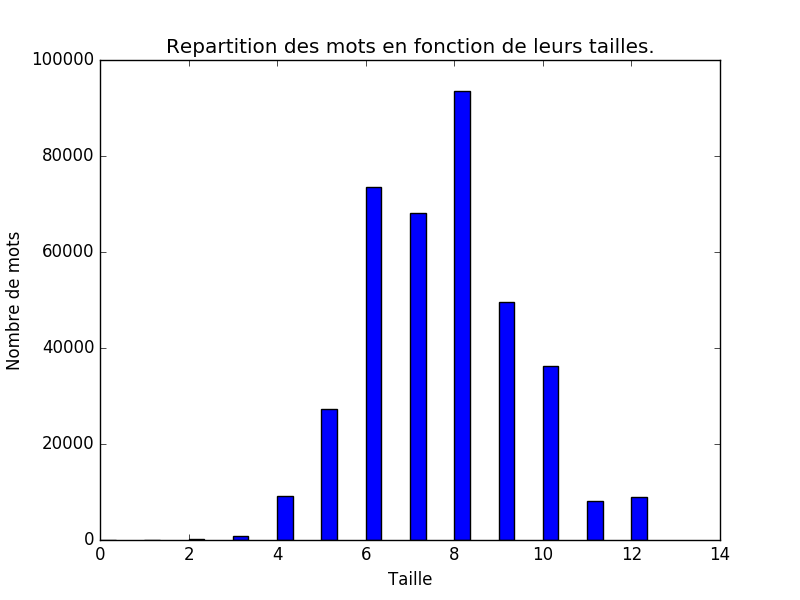 Repartition des mots en fonction de leurs tailles.
100000
80000
60000
40000
20000
0
Nombre de mots
0 2 4 6 8 10 12 14
Taille